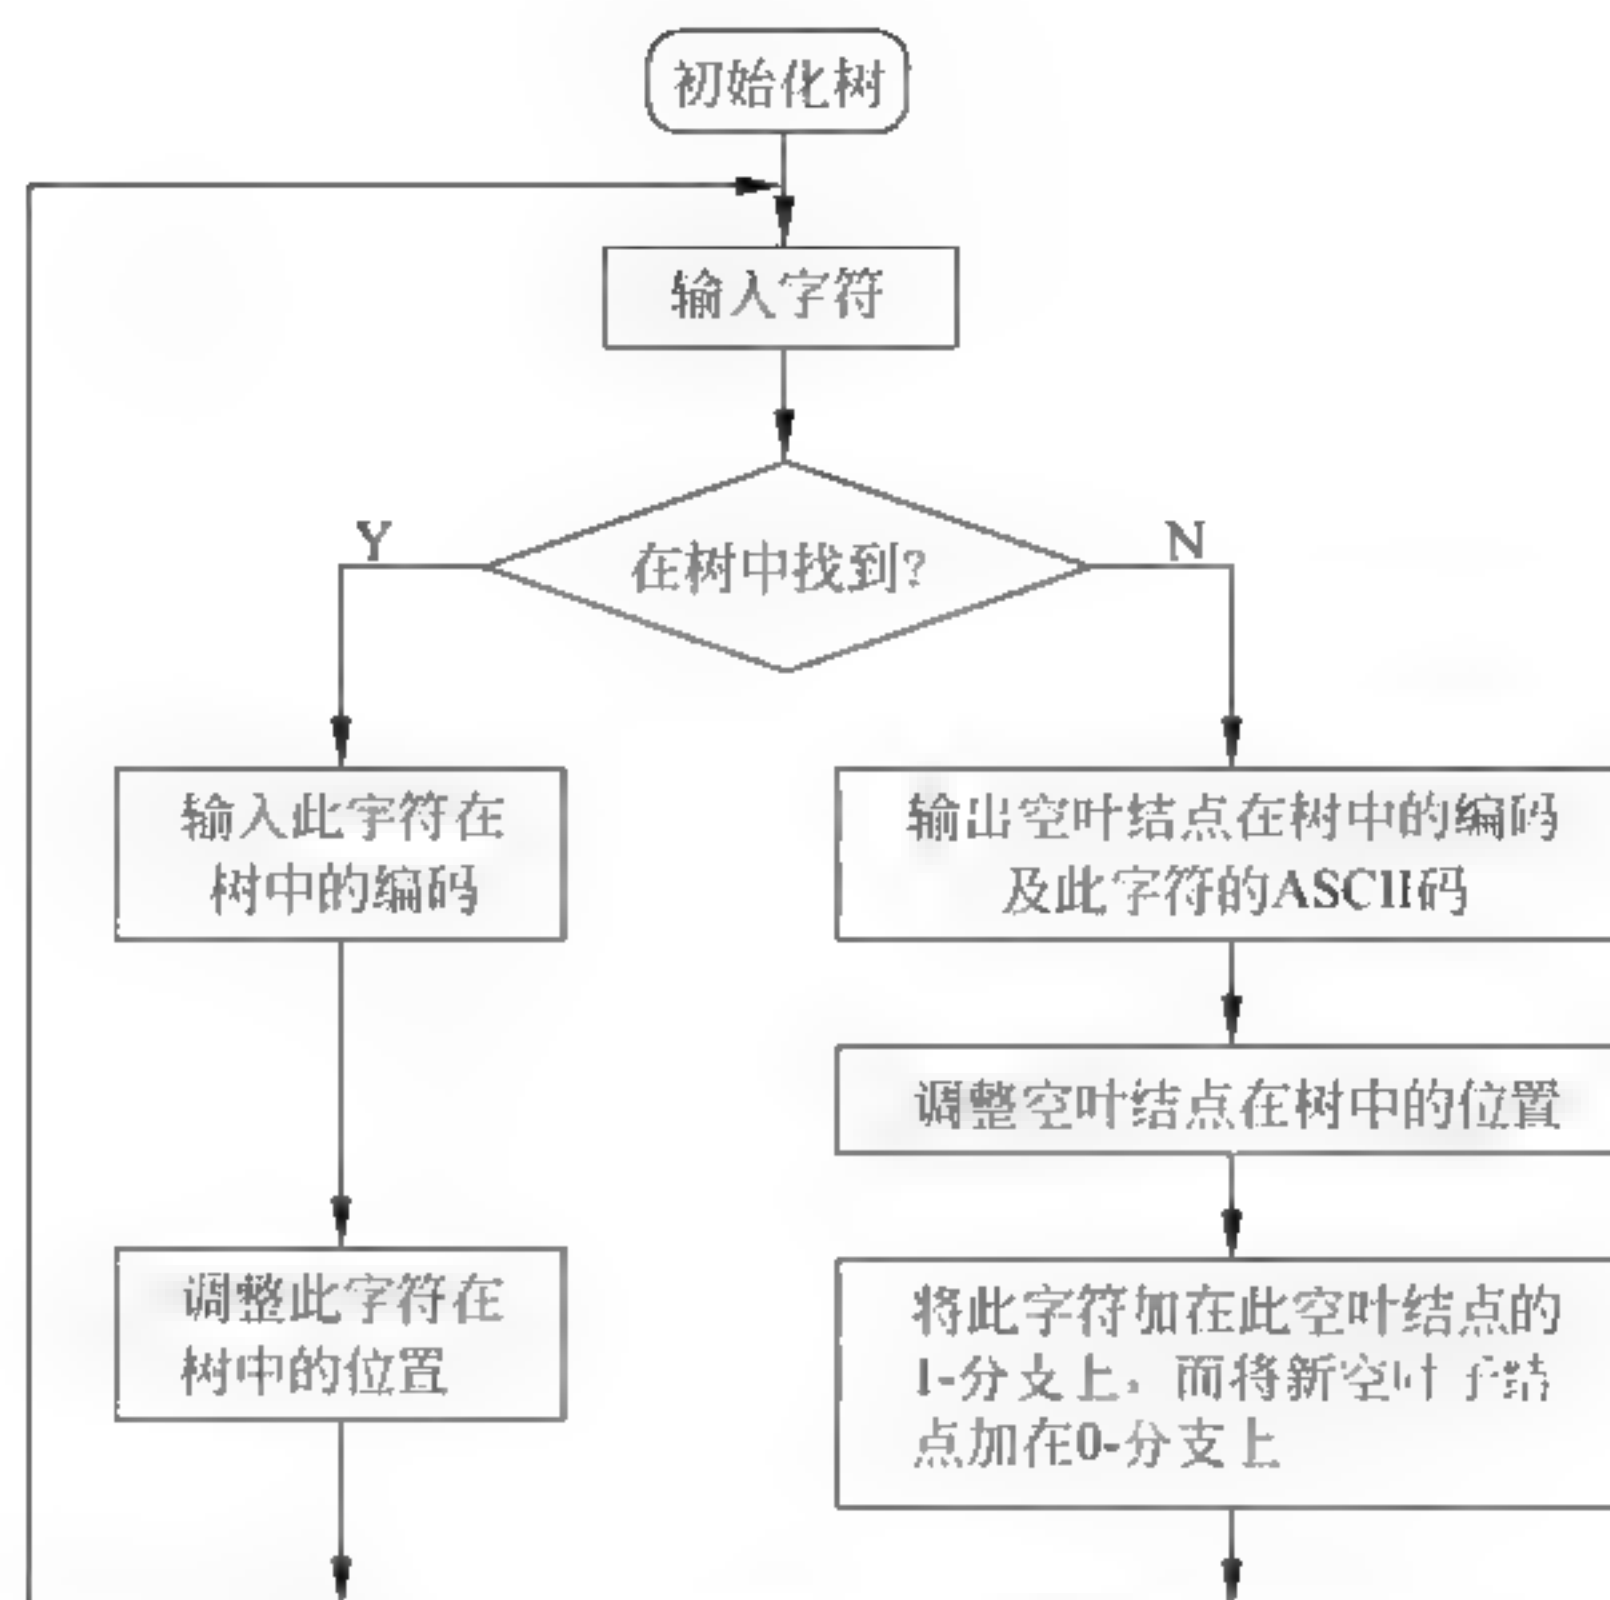 初始化树
输入字符
在树中找到?
Y
N
输入此字符在
树中的编码
输出空叶结点在树中的编码
及此字符的ASCII码
调整空叶结点在树中的位置
调整此字符在
树中的位置
将此字符加在此空叶结点的
1-分支上，而将新空叶子结
点加在0-分支上